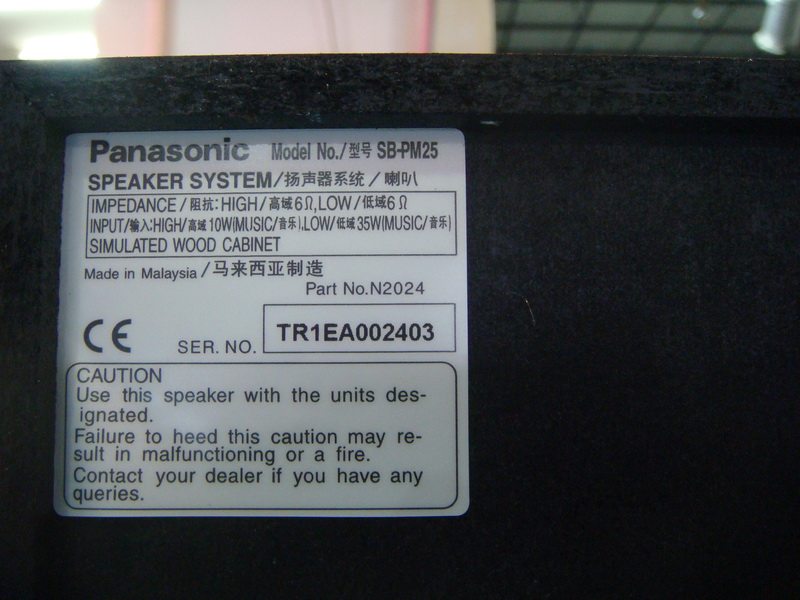 Panasonic Model No./型号 SB-PM25
SPEAKER SYSTEM/扬声器系统/喇叭
IMPEDANCE/阻抗:HIGH/高域6Ω,LOW/低域6Ω
INPUT/输入:HIGH/高域10W(MUSIC/音乐),LOW/低域35W(MUSIC/音乐)
SIMULATED WOOD CABINET
Made in Malaysia/马来西亚制造
Part No.N2024
CE SER. NO. TR1EA002403
CAUTION
Use this speaker with the units des-
ignated.
Failure to heed this caution may re-
sult in malfunctioning or a fire.
Contact your dealer if you have any
queries.